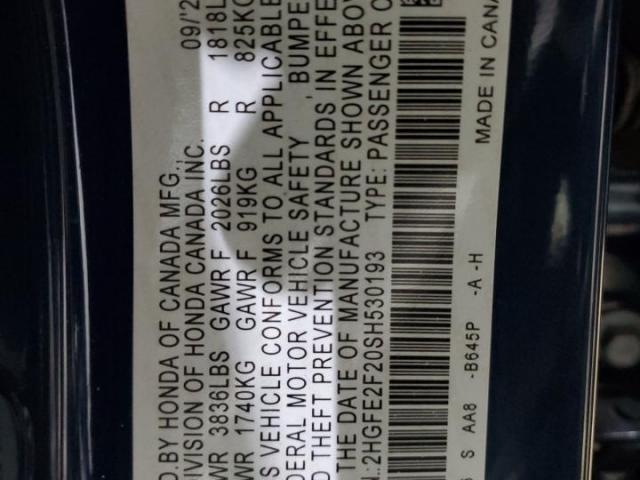 D.BY HONDA OF CANADA MFG., 09/'2
DIVISION OF HONDA CANADA INC.
WR 3836LBS GAWR F 2026LBS R 1818L
WR 1740KG GAWR F 919KG R 825KG
S VEHICLE CONFORMS TO ALL APPLICABLE
DERAL MOTOR VEHICLE SAFETY , BUMPE
D THEFT PREVENTION STANDARDS IN EFFE
THE DATE OF MANUFACTURE SHOWN ABOV
N.:2HGFE2F20SH530193 TYPE:PASSENGER C
S AA8 -B645P -A -H MADE IN CANA